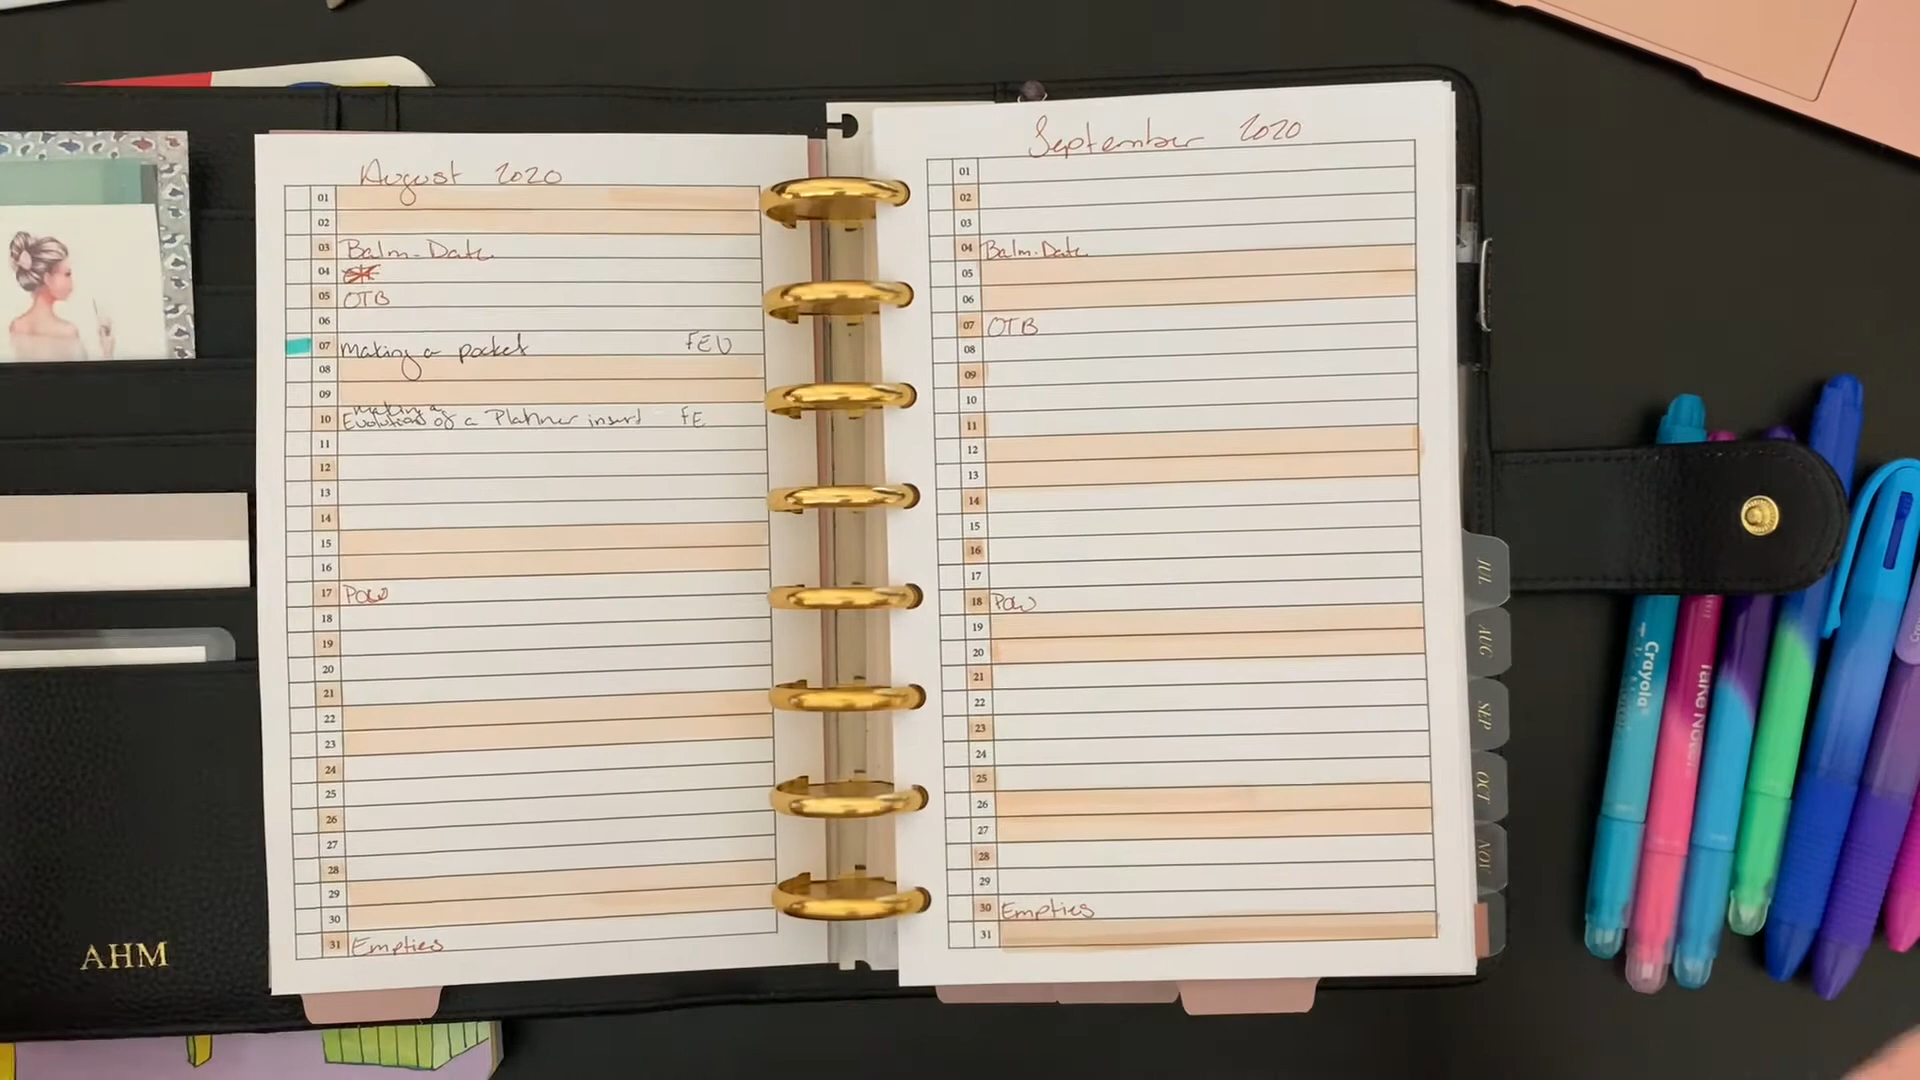 August 2020
01
02
03 Balm-Date
04
05 OTB
06
07 Making a pocket FEU
08
09
making a
10 Evolution of a Planner insert FE
11
12
13
14
15
16
17 POW
18
19
20
21
22
23
24
25
26
27
28
29
30
31 Empties
AHM
September 2020
01
02
03
04 Balm-Date
05
06
07 OTB
08
09
10
11
12
13
14
15
16
17
18 POW
19
20
21
22
23
24
25
26
27
28
29
30 Empties
31
JUL
AUG
SEP
OCT
NOV
Crayola
Take Note!